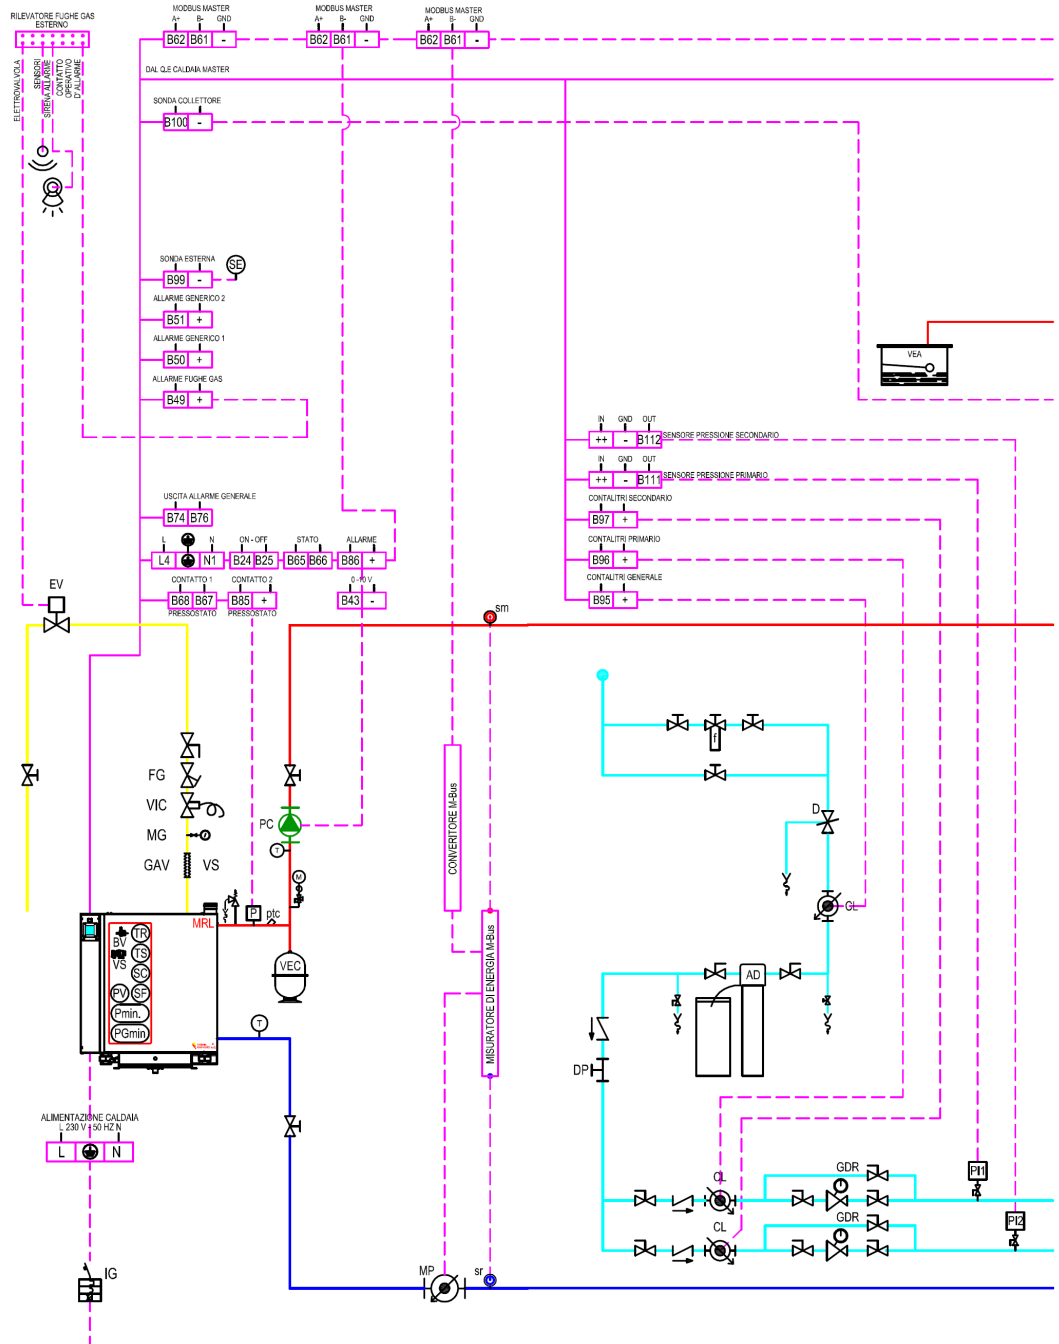 RILEVATORE FUGHE GAS
ESTERNO
ELETTROVALVOLA
SENSORI
SIRENA ALLARME
CONTATTO
OPERATIVO
D'ALLARME
MODBUS MASTER
A+ B- GND
B62 B61 -
MODBUS MASTER
A+ B- GND
B62 B61 -
MODBUS MASTER
A+ B- GND
B62 B61 -
DAL Q.E CALDAIA MASTER
SONDA COLLETTORE
B100 -
SONDA ESTERNA
B99 -
SE
ALLARME GENERICO 2
B51 +
ALLARME GENERICO 1
B50 +
ALLARME FUGHE GAS
B49 +
VEA
IN GND OUT
++ - B112
SENSORE PRESSIONE SECONDARIO
IN GND OUT
++ - B111
SENSORE PRESSIONE PRIMARIO
CONTALITRI SECONDARIO
B97 +
CONTALITRI PRIMARIO
B96 +
CONTALITRI GENERALE
B95 +
USCITA ALLARME GENERALE
B74 B76
L N ON - OFF STATO ALLARME
L4 N1 B24 B25 B65 B66 B86 +
CONTATTO 1 CONTATTO 2 0 -10 V
B68 B67 B85 + B43 -
PRESSOSTATO PRESSOSTATO
EV
sm
FG
VIC
MG
GAV VS
PC
T
M
P
ptc
MRL
VEC
BV
VS
TR
TS
SC
PV SF
Pmin.
PGmin
T
CONVERITORE M-Bus
MISURATORE DI ENERGIA M-Bus
f
D
CL
AD
DP
ALIMENTAZIONE CALDAIA
L 230 V - 50 HZ N
L N
IG
MP
sr
CL
GDR
PI1
CL
GDR
PI2